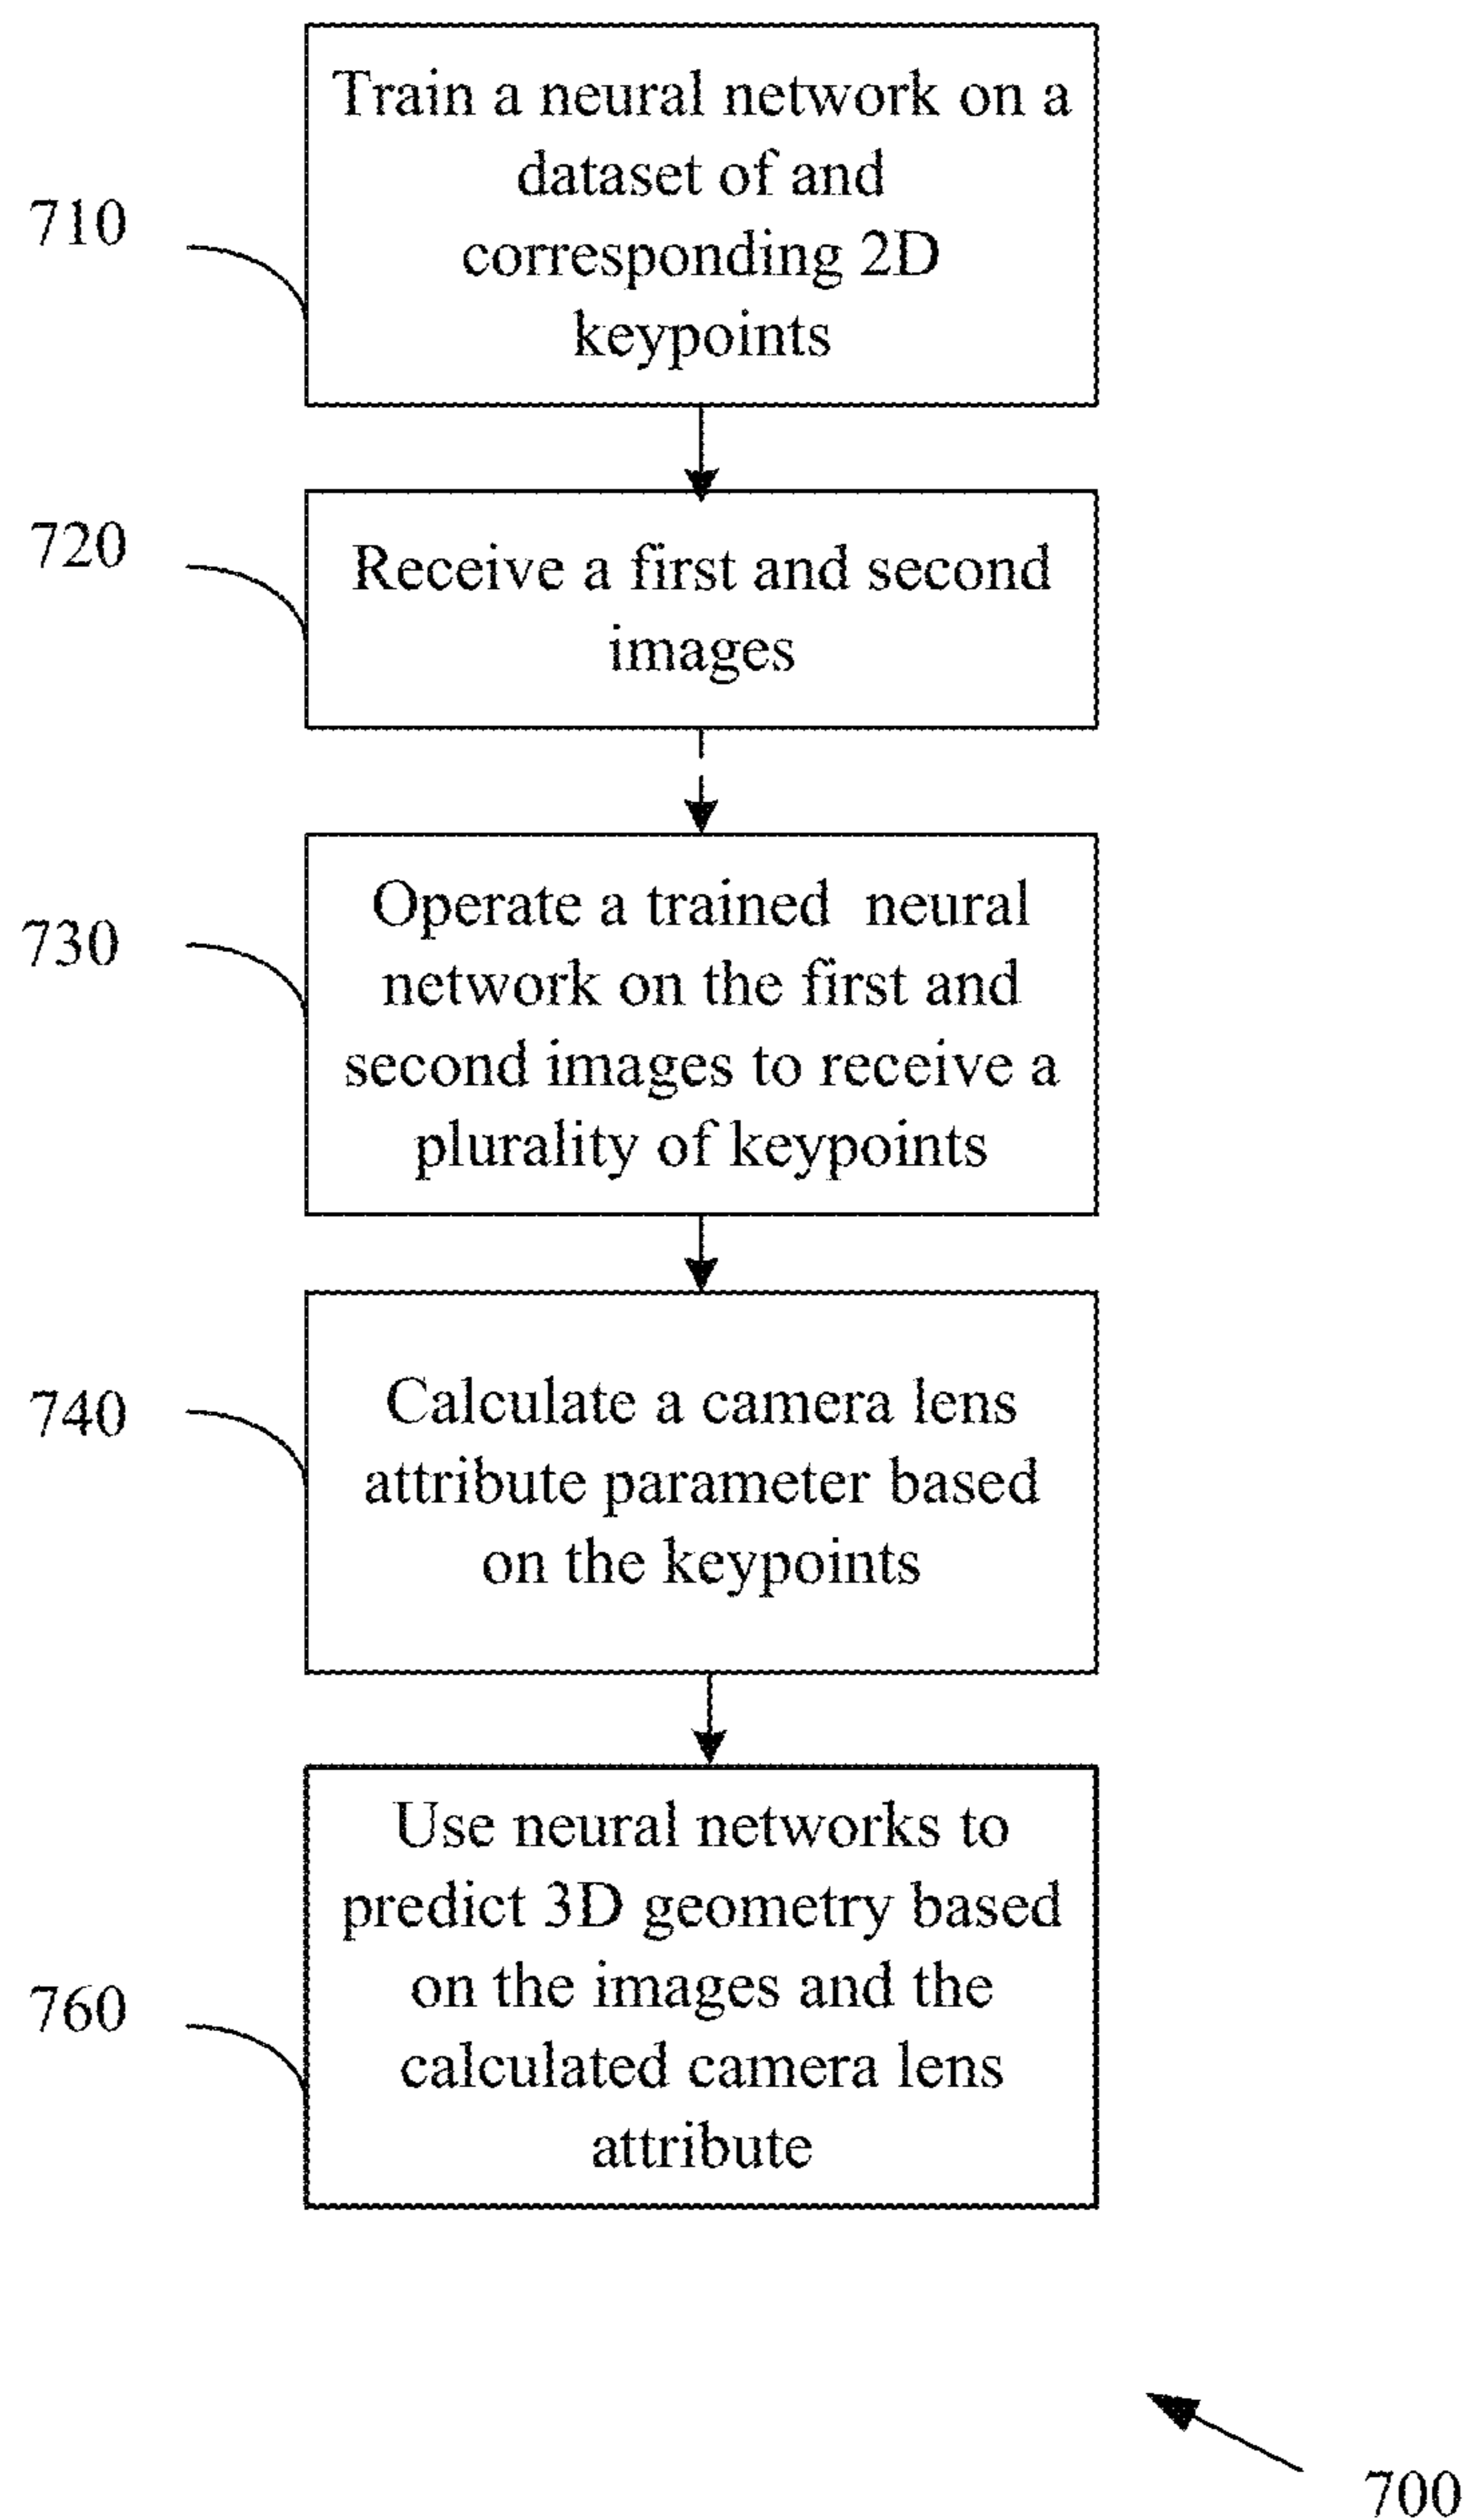 Train a neural network on a
dataset of and
corresponding 2D
keypoints
710
Receive a first and second
images
720
Operate a trained neural
network on the first and
second images to receive a
plurality of keypoints
730
Calculate a camera lens
attribute parameter based
on the keypoints
740
Use neural networks to
predict 3D geometry based
on the images and the
calculated camera lens
attribute
760
700